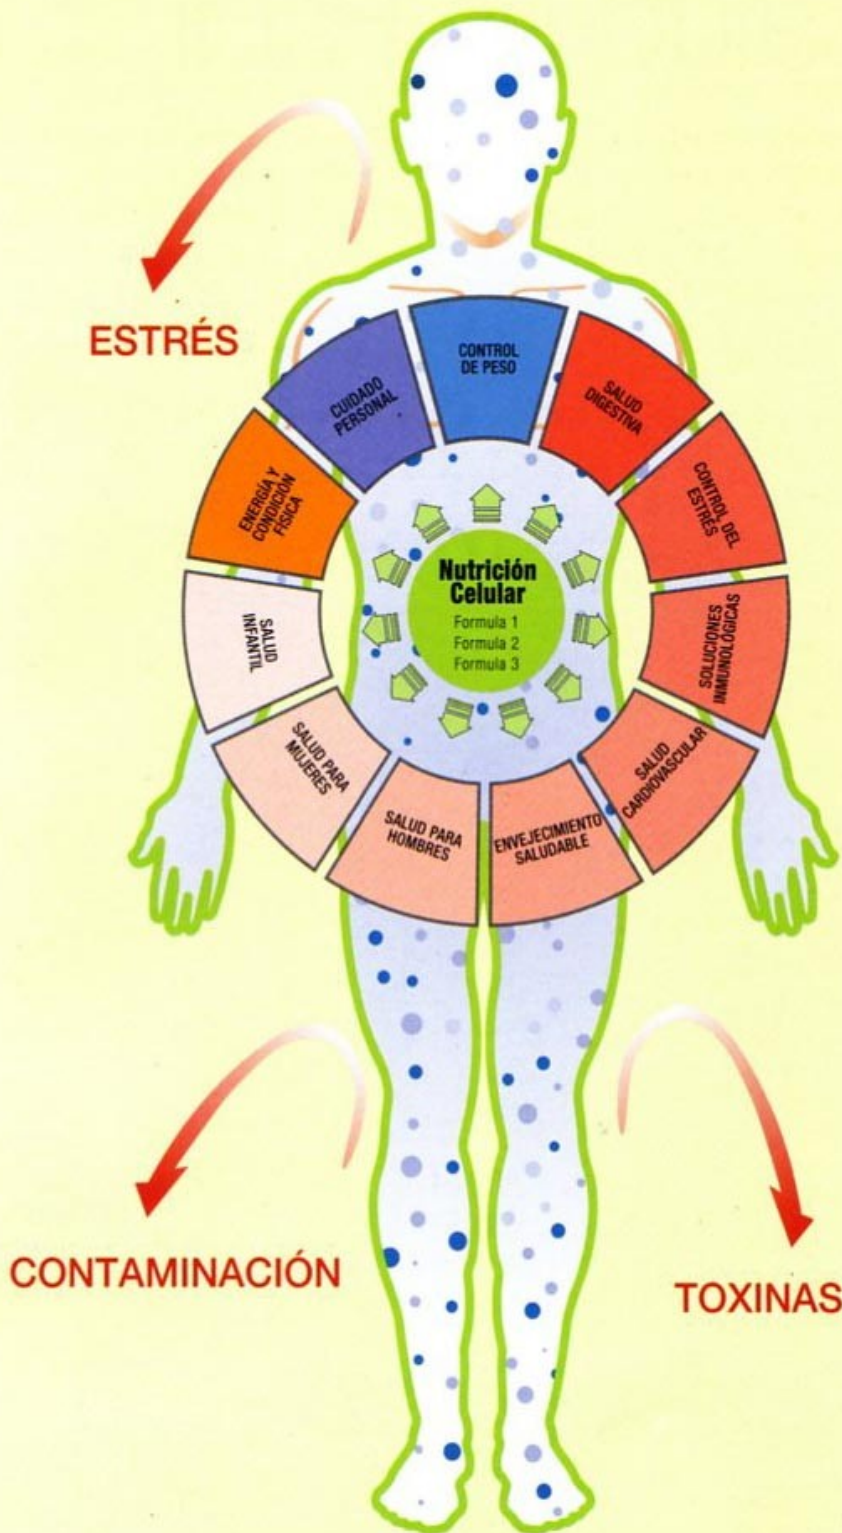 ESTRÉS
CONTROL
DE PESO
SALUD
DIGESTIVA
CONTROL DEL
ESTRÉS
SOLUCIONES
INMUNOLÓGICAS
SALUD
CARDIOVASCULAR
ENVEJECIMIENTO
SALUDABLE
SALUD PARA
HOMBRES
SALUD PARA
MUJERES
SALUD
INFANTIL
ENERGÍA Y
CONDICIÓN
FÍSICA
CUIDADO
PERSONAL
Nutrición
Celular
Formula 1
Formula 2
Formula 3
CONTAMINACIÓN
TOXINAS